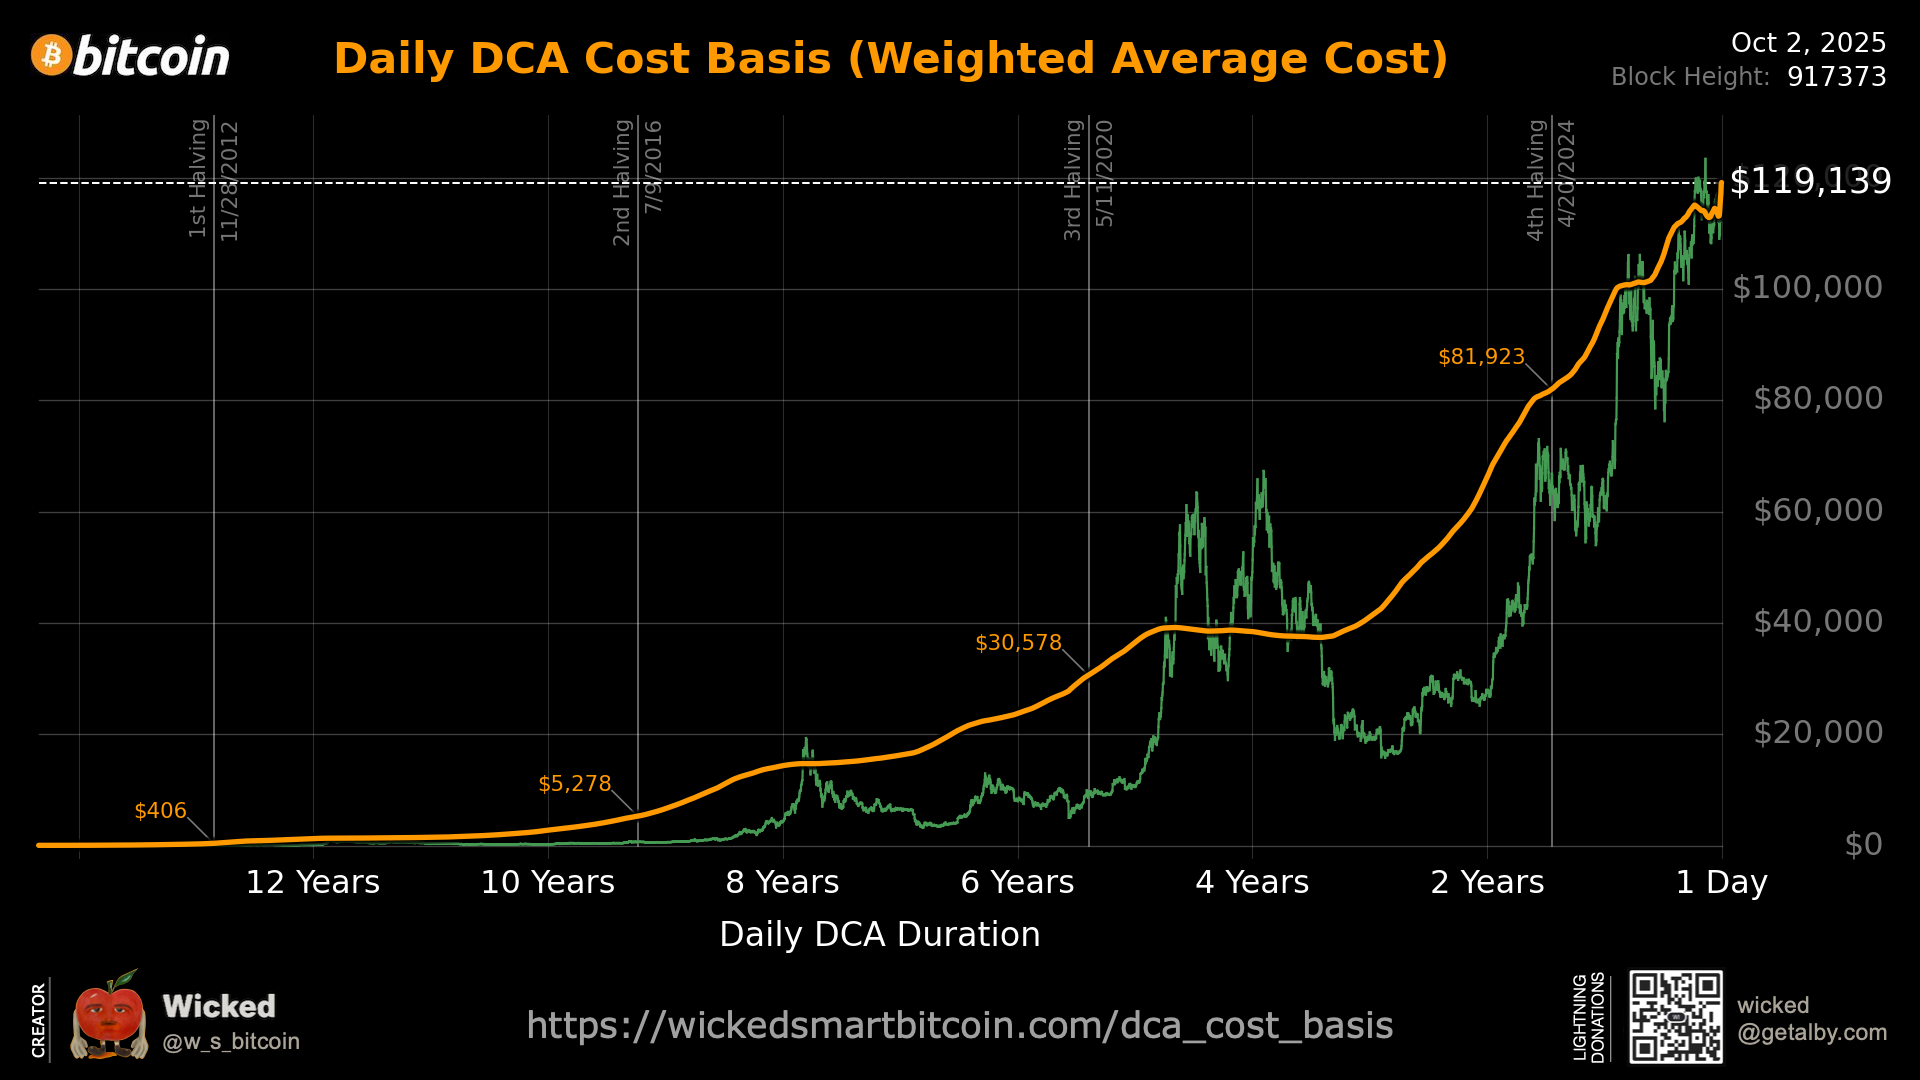 bitcoin
Daily DCA Cost Basis (Weighted Average Cost)
Oct 2, 2025
Block Height: 917373
1st Halving
11/28/2012
2nd Halving
7/9/2016
3rd Halving
5/11/2020
4th Halving
4/20/2024
$119,139
$100,000
$81,923
$80,000
$60,000
$40,000
$30,578
$20,000
$5,278
$406
$0
12 Years
10 Years
8 Years
6 Years
4 Years
2 Years
1 Day
Daily DCA Duration
CREATOR
Wicked
@w_s_bitcoin
https://wickedsmartbitcoin.com/dca_cost_basis
LIGHTNING
DONATIONS
wicked
@getalby.com